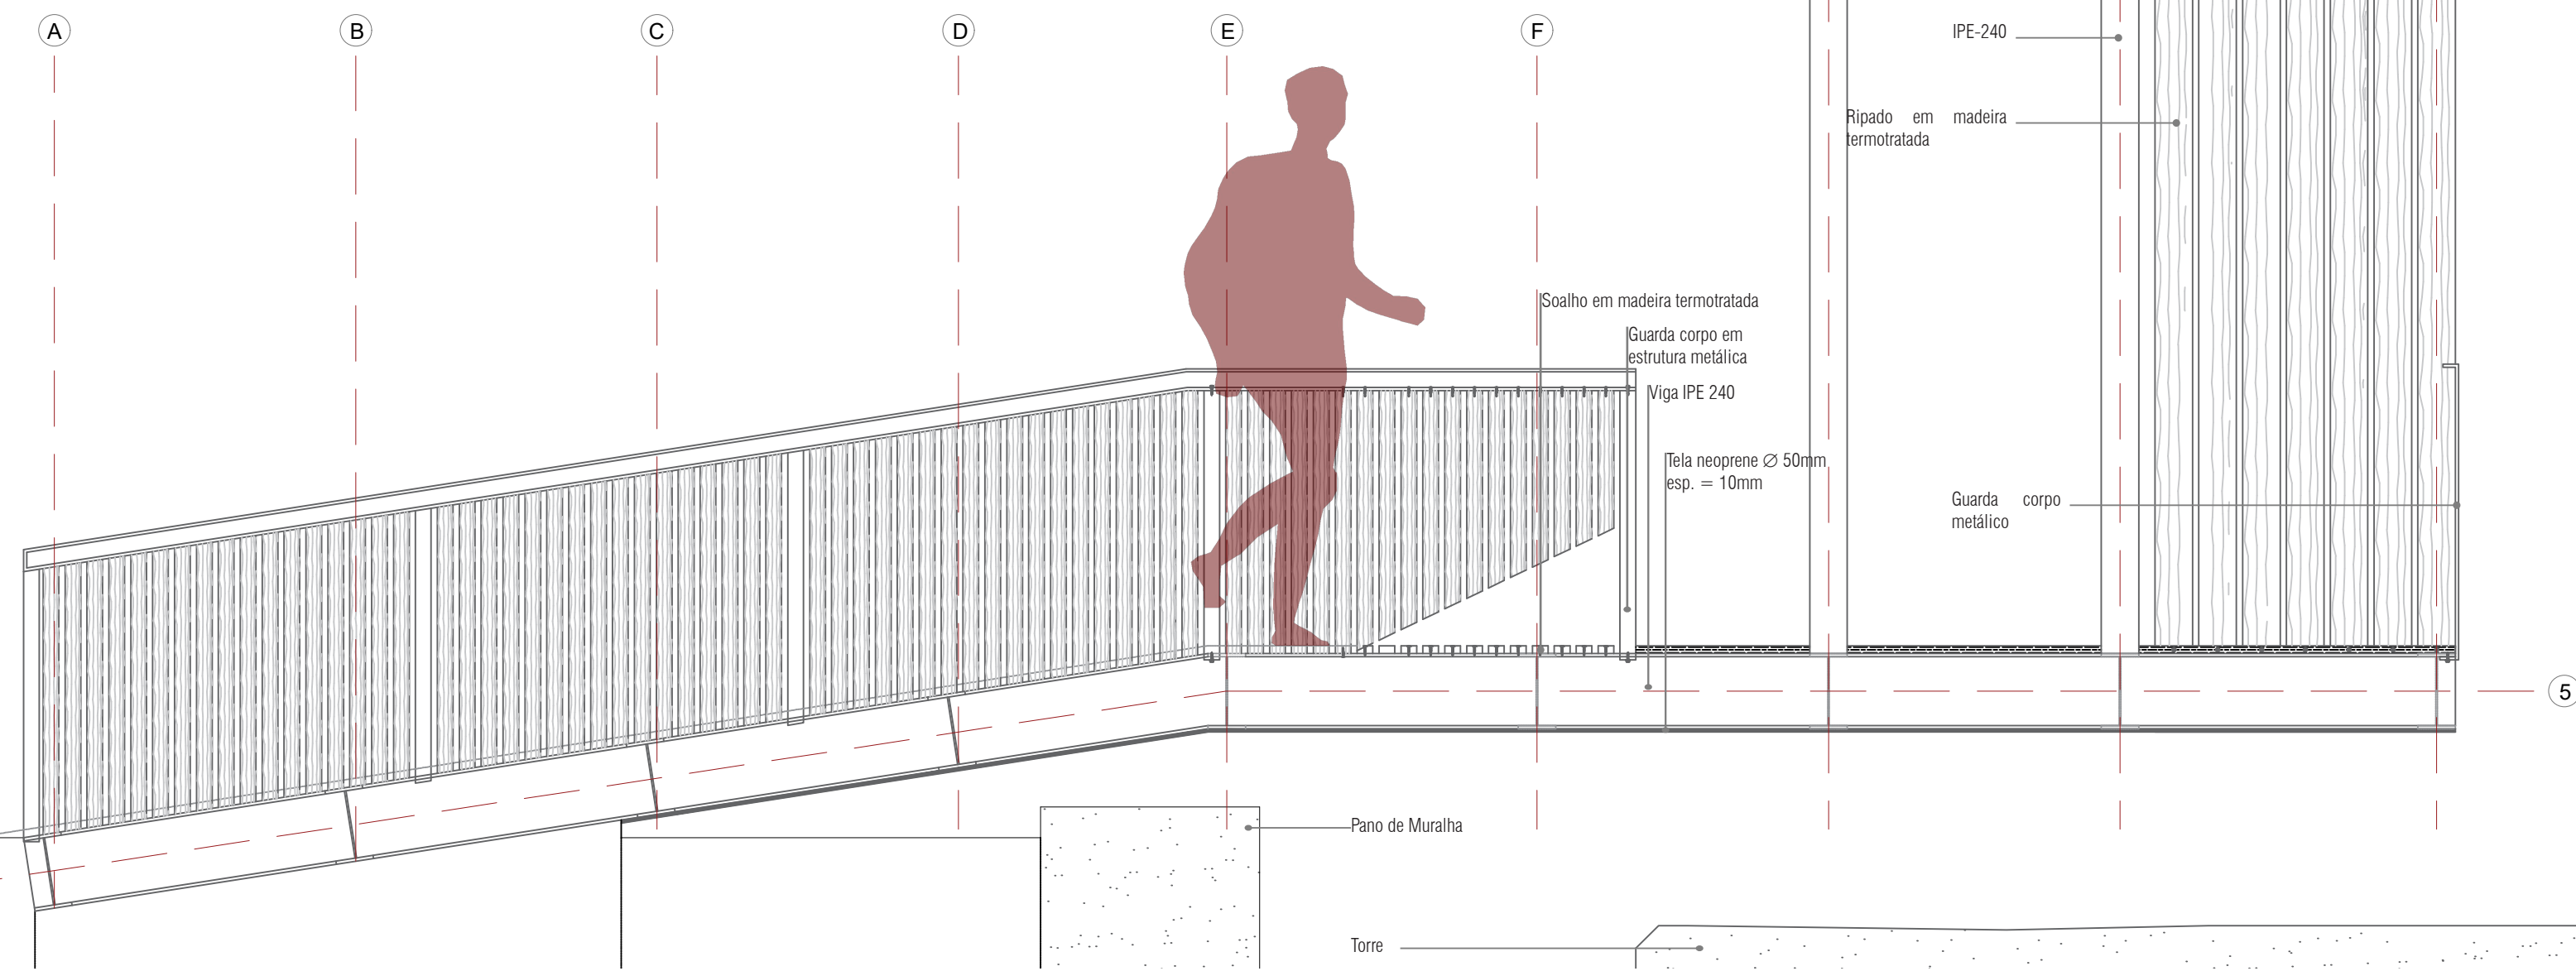 A
B
C
D
E
F
IPE-240
Ripado em madeira
termotratada
Soalho em madeira termotratada
Guarda corpo em
estrutura metálica
Viga IPE 240
Tela neoprene ∅ 50mm
esp. = 10mm
Guarda corpo
metálico
5
Pano de Muralha
Torre